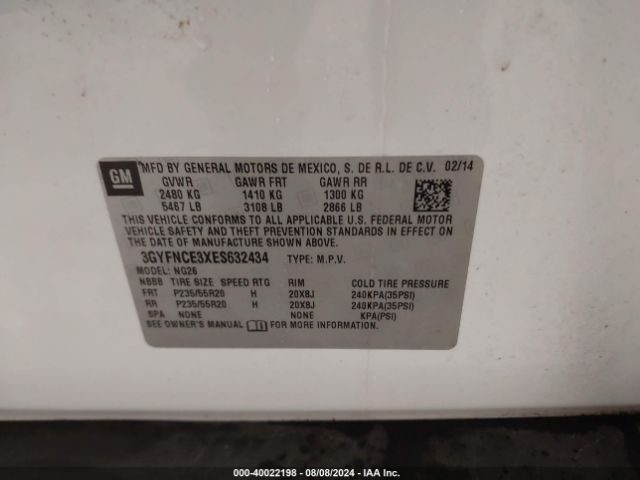 GM
MFD BY GENERAL MOTORS DE MEXICO, S. DE R.L. DE C.V. 02/14
GVWR GAWR FRT GAWR RR
2480 KG 1410 KG 1300 KG
5467 LB 3108 LB 2866 LB
THIS VEHICLE CONFORMS TO ALL APPLICABLE U.S. FEDERAL MOTOR
VEHICLE SAFETY AND THEFT PREVENTION STANDARDS IN EFFECT ON
THE DATE OF MANUFACTURE SHOWN ABOVE.
3GYFNCE3XES632434 TYPE: M.P.V.
MODEL: NG26
NBBB TIRE SIZE SPEED RTG RIM COLD TIRE PRESSURE
FRT P235/55R20 H 20X8J 240KPA(35PSI)
RR P235/55R20 H 20X8J 240KPA(35PSI)
SPA NONE NONE KPA(PSI)
SEE OWNER'S MANUAL FOR MORE INFORMATION.
000-40022198 - 08/08/2024 - IAA Inc.